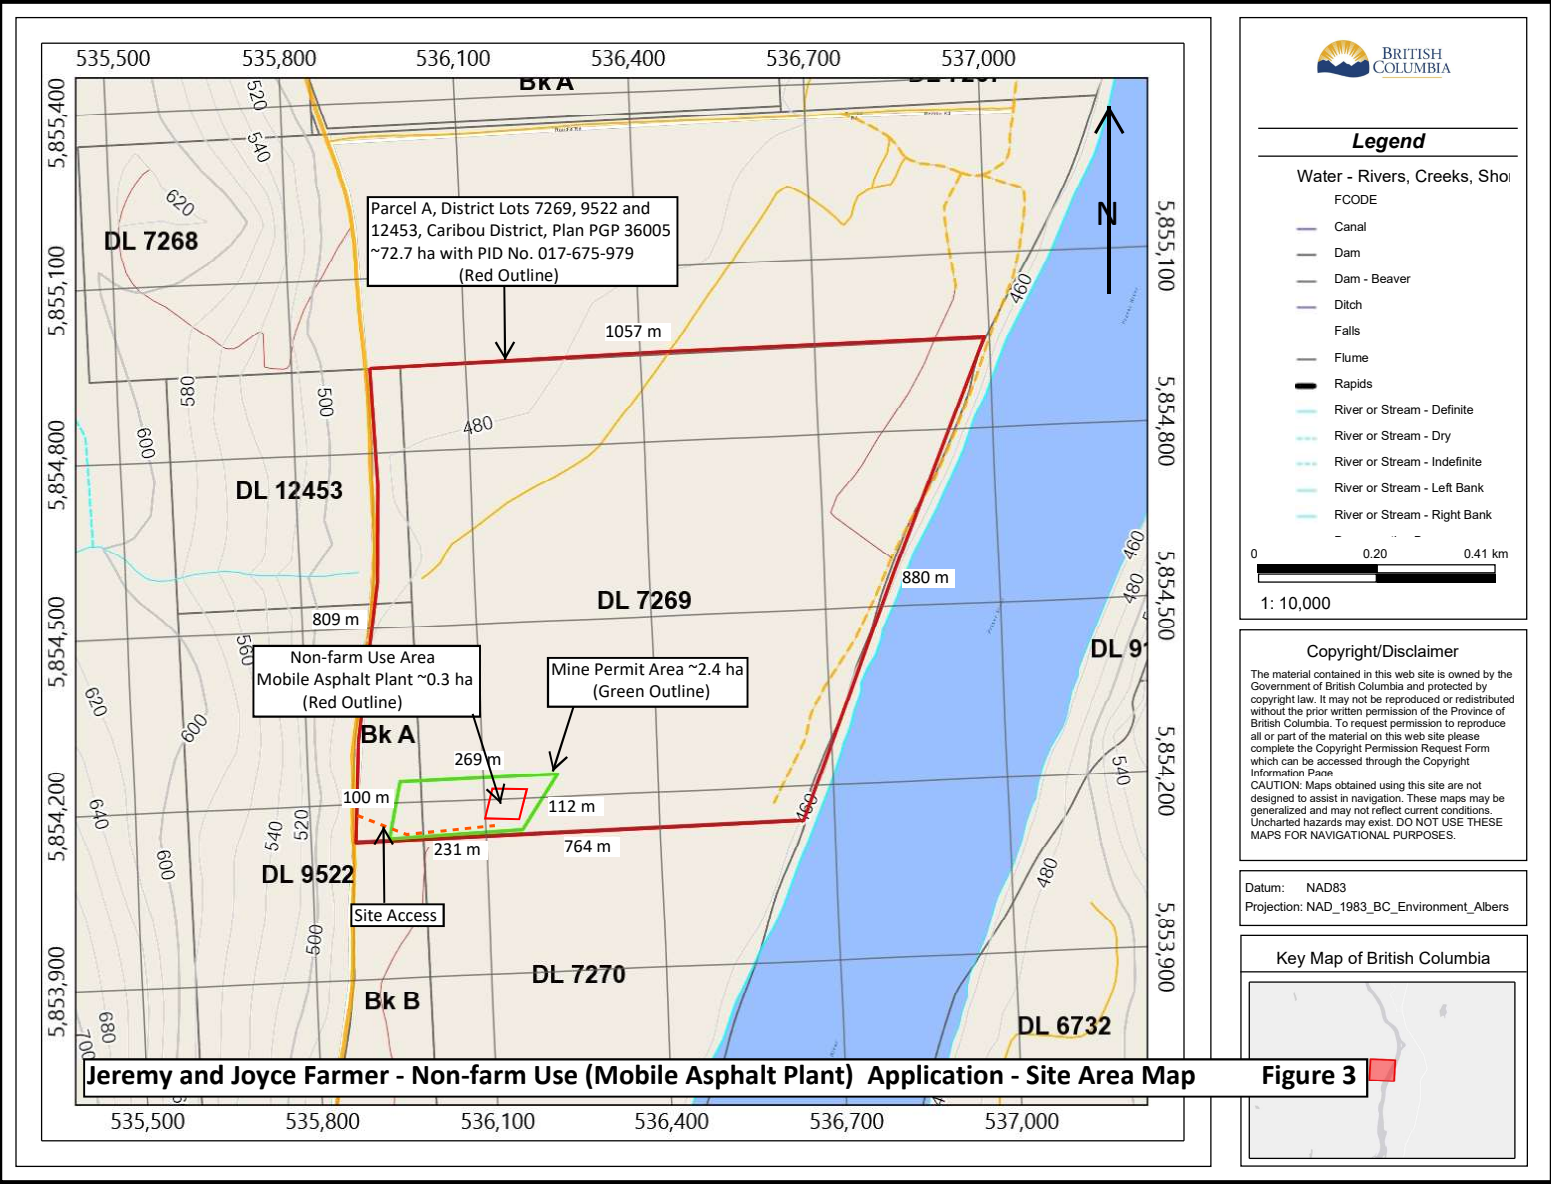 535,500 535,800 536,100 536,400 536,700 537,000
5,855,400
5,855,100
5,854,800
5,854,500
5,854,200
5,853,900
5,855,100
5,854,800
5,854,500
5,854,200
5,853,900
535,500 535,800 536,100 536,400 536,700 537,000
Bk A
520
540
620
DL 7268
Parcel A, District Lots 7269, 9522 and
12453, Caribou District, Plan PGP 36005
~72.7 ha with PID No. 017-675-979
(Red Outline)
N
460
1057 m
580
500
600
480
DL 12453
460
480
880 m
DL 7269
809 m
560
DL 91
Non-farm Use Area
Mobile Asphalt Plant ~0.3 ha
(Red Outline)
Mine Permit Area ~2.4 ha
(Green Outline)
620
600
Bk A
269 m
540
100 m
112 m
460
640
540
520
231 m
764 m
600
DL 9522
480
Site Access
500
DL 7270
Bk B
680
700
DL 6732
Jeremy and Joyce Farmer - Non-farm Use (Mobile Asphalt Plant) Application - Site Area Map Figure 3
BRITISH
COLUMBIA
Legend
Water - Rivers, Creeks, Sho
FCODE
Canal
Dam
Dam - Beaver
Ditch
Falls
Flume
Rapids
River or Stream - Definite
River or Stream - Dry
River or Stream - Indefinite
River or Stream - Left Bank
River or Stream - Right Bank
0 0.20 0.41 km
1: 10,000
Copyright/Disclaimer
The material contained in this web site is owned by the
Government of British Columbia and protected by
copyright law. It may not be reproduced or redistributed
without the prior written permission of the Province of
British Columbia. To request permission to reproduce
all or part of the material on this web site please
complete the Copyright Permission Request Form
which can be accessed through the Copyright
Information Page
CAUTION: Maps obtained using this site are not
designed to assist in navigation. These maps may be
generalized and may not reflect current conditions.
Uncharted hazards may exist. DO NOT USE THESE
MAPS FOR NAVIGATIONAL PURPOSES.
Datum: NAD83
Projection: NAD_1983_BC_Environment_Albers
Key Map of British Columbia